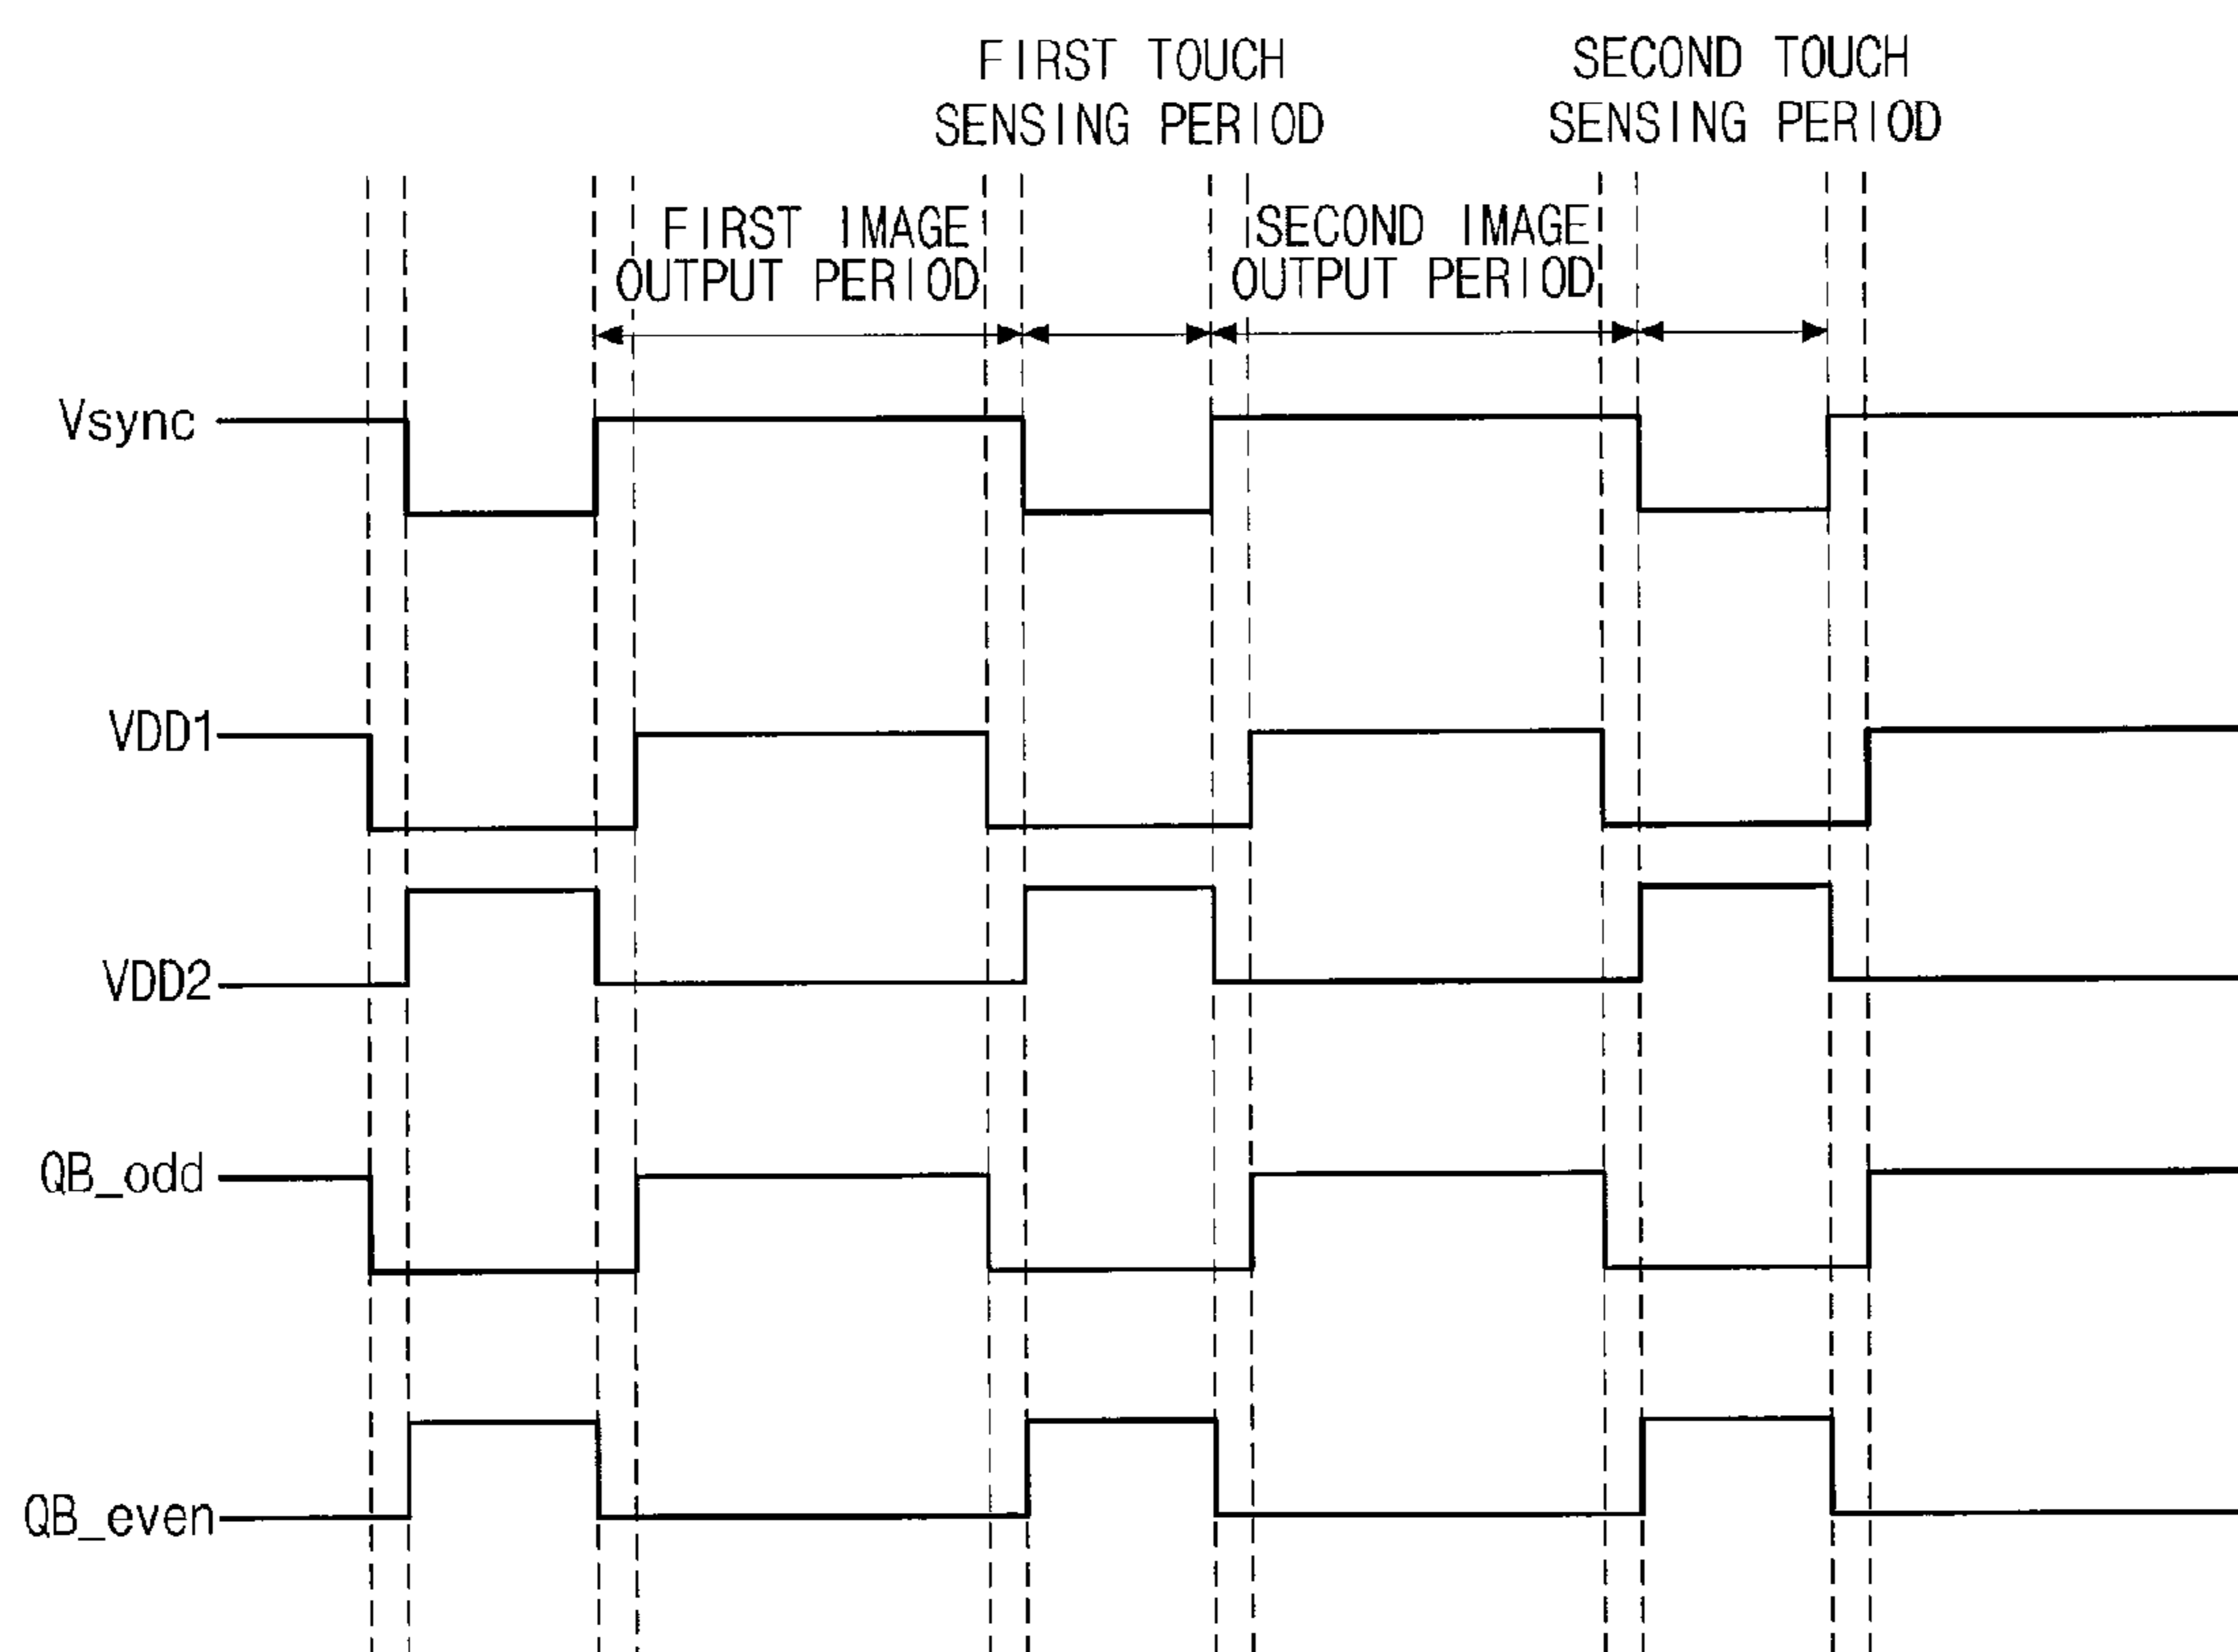 FIRST TOUCH
SENSING PERIOD
SECOND TOUCH
SENSING PERIOD
FIRST IMAGE
OUTPUT PERIOD
SECOND IMAGE
OUTPUT PERIOD
Vsync
VDD1
VDD2
QB_odd
QB_even